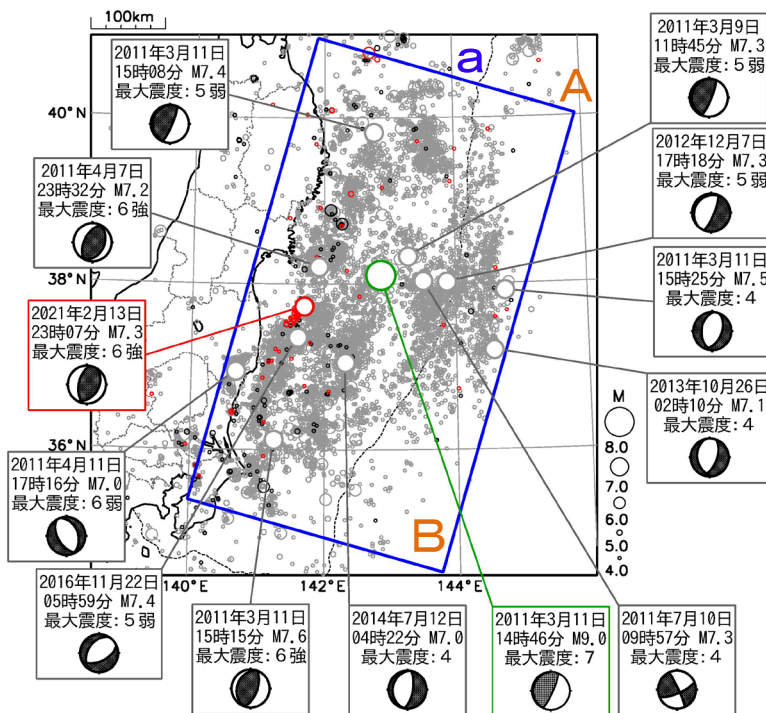 100km
a
A
B
40°N
38°N
36°N
140°E
142°E
144°E
2011年3月11日
15時08分 M7.4
最大震度:5弱
2011年4月7日
23時32分 M7.2
最大震度:6強
2021年2月13日
23時07分 M7.3
最大震度:6強
2011年4月11日
17時16分 M7.0
最大震度:6弱
2016年11月22日
05時59分 M7.4
最大震度:5弱
2011年3月11日
15時15分 M7.6
最大震度:6強
2014年7月12日
04時22分 M7.0
最大震度:4
2011年3月11日
14時46分 M9.0
最大震度:7
2011年7月10日
09時57分 M7.3
最大震度:4
2011年3月9日
11時45分 M7.3
最大震度:5弱
2012年12月7日
17時18分 M7.3
最大震度:5弱
2011年3月11日
15時25分 M7.5
最大震度:4
2013年10月26日
02時10分 M7.1
最大震度:4
M
8.0
7.0
6.0
5.0
4.0